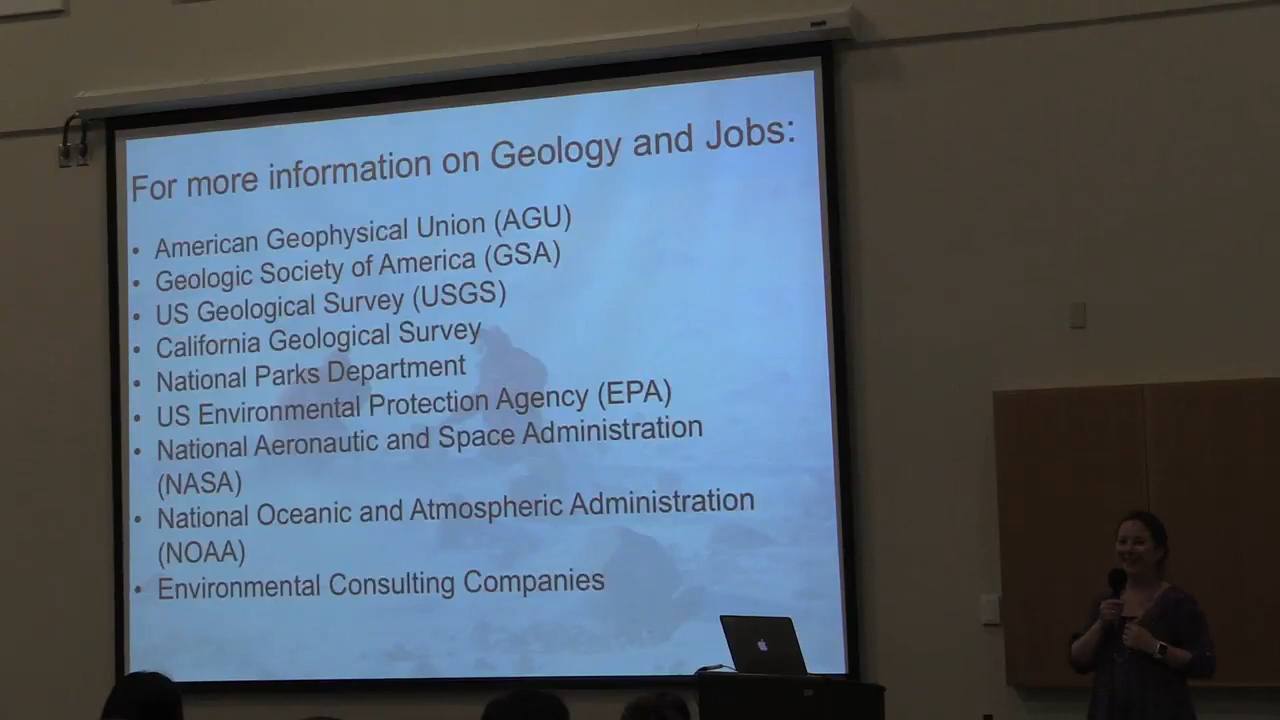 For more information on Geology and Jobs:
• American Geophysical Union (AGU)
• Geologic Society of America (GSA)
• US Geological Survey (USGS)
• California Geological Survey
• National Parks Department
• US Environmental Protection Agency (EPA)
• National Aeronautic and Space Administration
(NASA)
• National Oceanic and Atmospheric Administration
(NOAA)
• Environmental Consulting Companies